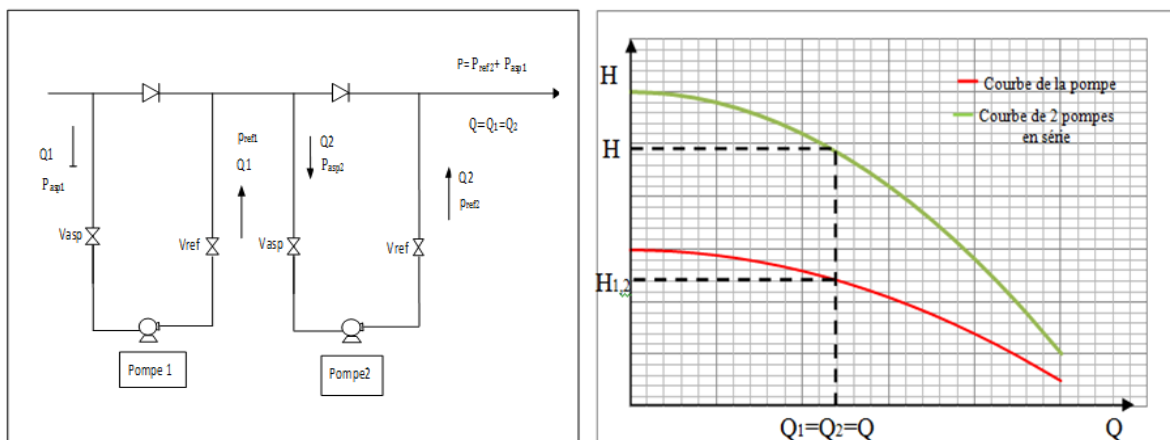 P= Pref2+ Pasp1
Q=Q1=Q2
Q1
Pasp1
Pref1
Q1
Q2
Pasp2
Q2
Pref2
Vasp
Vref
Vasp
Vref
Pompe 1
Pompe2
H
H
H1,2
Courbe de la pompe
Courbe de 2 pompes
en série
Q1=Q2=Q
Q